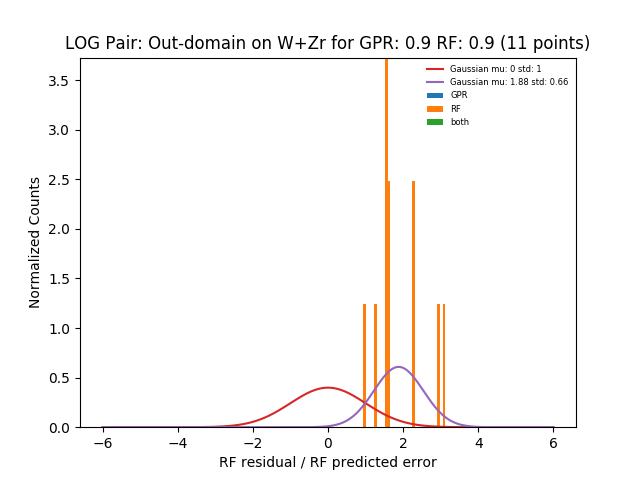 LOG Pair: Out-domain on W+Zr for GPR: 0.9 RF: 0.9 (11 points)
Gaussian mu: 0 std: 1
Gaussian mu: 1.88 std: 0.66
GPR
RF
both
Normalized Counts
3.5
3.0
2.5
2.0
1.5
1.0
0.5
0.0
−6 −4 −2 0 2 4 6
RF residual / RF predicted error